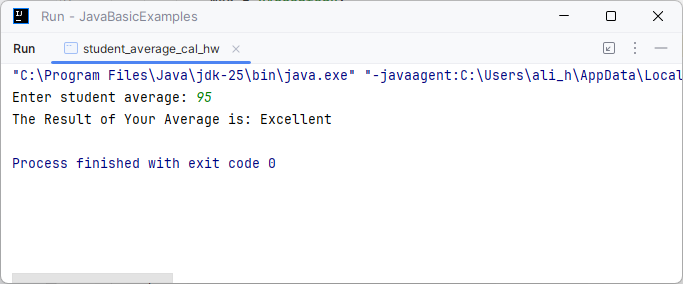 Run - JavaBasicExamples
Run student_average_cal_hw
"C:\Program Files\Java\jdk-25\bin\java.exe" "-javaagent:C:\Users\ali_h\AppData\Local
Enter student average: 95
The Result of Your Average is: Excellent
Process finished with exit code 0